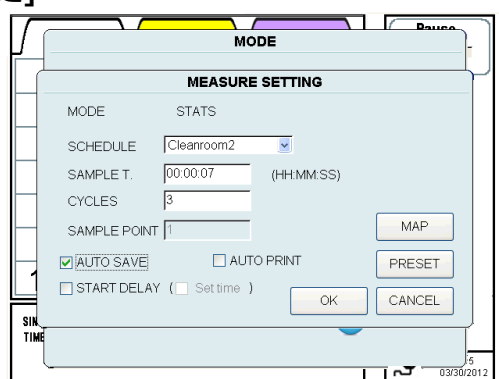 Pause
MODE
MEASURE SETTING
MODE STATS
SCHEDULE Cleanroom2
SAMPLE T. 00:00:07 (HH:MM:SS)
CYCLES 3
SAMPLE POINT 1
MAP
AUTO SAVE AUTO PRINT
PRESET
START DELAY ( Set time )
OK CANCEL
TIME
03/30/2012